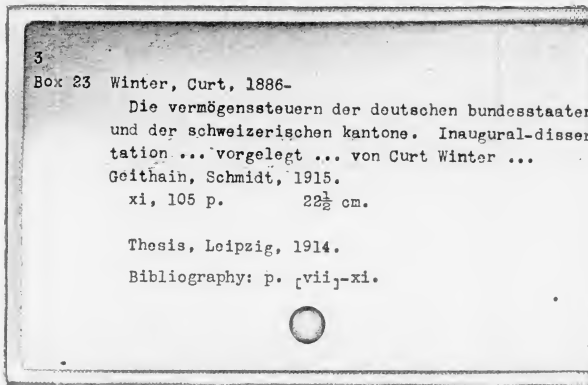 3
Box 23 Winter, Curt, 1886-
Die vermögenssteuern der deutschen bundesstaaten
und der schweizerischen kantone. Inaugural-disser
tation ... vorgelegt ... von Curt Winter ...
Geithain, Schmidt, 1915.
xi, 105 p. 22½ cm.
Thesis, Leipzig, 1914.
Bibliography: p. [vii]-xi.